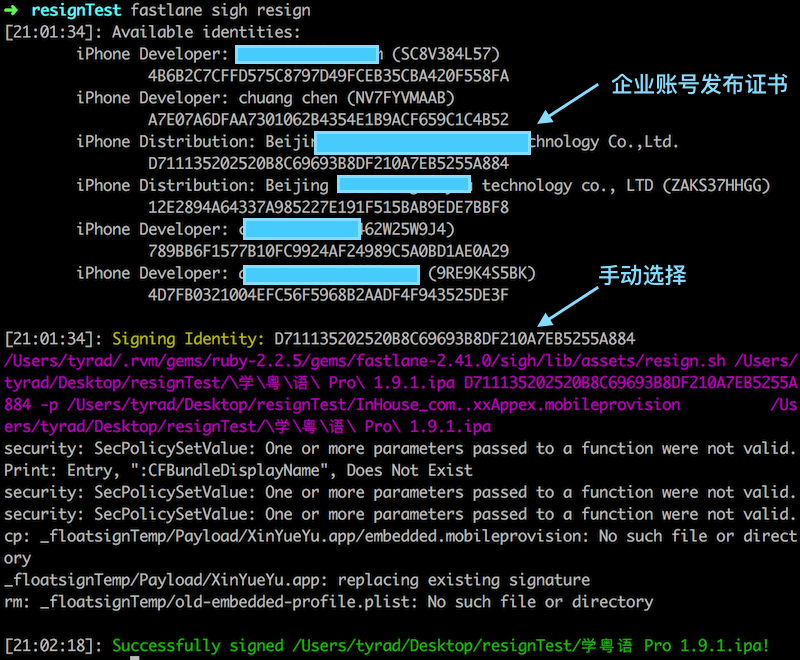 ➜ resignTest fastlane sigh resign
[21:01:34]: Available identities:
iPhone Developer: (SC8V384L57)
4B6B2C7CFFD575C8797D49FCEB35CBA420F558FA
企业账号发布证书
iPhone Developer: chuang chen (NV7FYVMAAB)
A7E07A6DFAA7301062B4354E1B9ACF659C1C4B52
iPhone Distribution: Beijin chnology Co.,Ltd.
D711135202520B8C69693B8DF210A7EB5255A884
iPhone Distribution: Beijing technology co., LTD (ZAKS37HHGG)
12E2894A64337A985227E191F515BAB9EDE7BBF8
iPhone Developer: 462W25W9J4)
789BB6F1577B10FC9924AF24989C5A0BD1AE0A29
iPhone Developer: (9RE9K4S5BK)
手动选择
4D7FB0321004EFC56F5968B2AADF4F943525DE3F
[21:01:34]: Signing Identity: D711135202520B8C69693B8DF210A7EB5255A884
/Users/tyrad/.rvm/gems/ruby-2.2.5/gems/fastlane-2.41.0/sigh/lib/assets/resign.sh /Users/
tyrad/Desktop/resignTest/\学\粤\语\ Pro\ 1.9.1.ipa D711135202520B8C69693B8DF210A7EB5255A
884 -p /Users/tyrad/Desktop/resignTest/InHouse_com..xxAppex.mobileprovision /Us
ers/tyrad/Desktop/resignTest/\学\粤\语\ Pro\ 1.9.1.ipa
security: SecPolicySetValue: One or more parameters passed to a function were not valid.
Print: Entry, ":CFBundleDisplayName", Does Not Exist
security: SecPolicySetValue: One or more parameters passed to a function were not valid.
security: SecPolicySetValue: One or more parameters passed to a function were not valid.
cp: _floatsignTemp/Payload/XinYueYu.app/embedded.mobileprovision: No such file or direct
ory
_floatsignTemp/Payload/XinYueYu.app: replacing existing signature
rm: _floatsignTemp/old-embedded-profile.plist: No such file or directory
[21:02:18]: Successfully signed /Users/tyrad/Desktop/resignTest/学粤语 Pro 1.9.1.ipa!